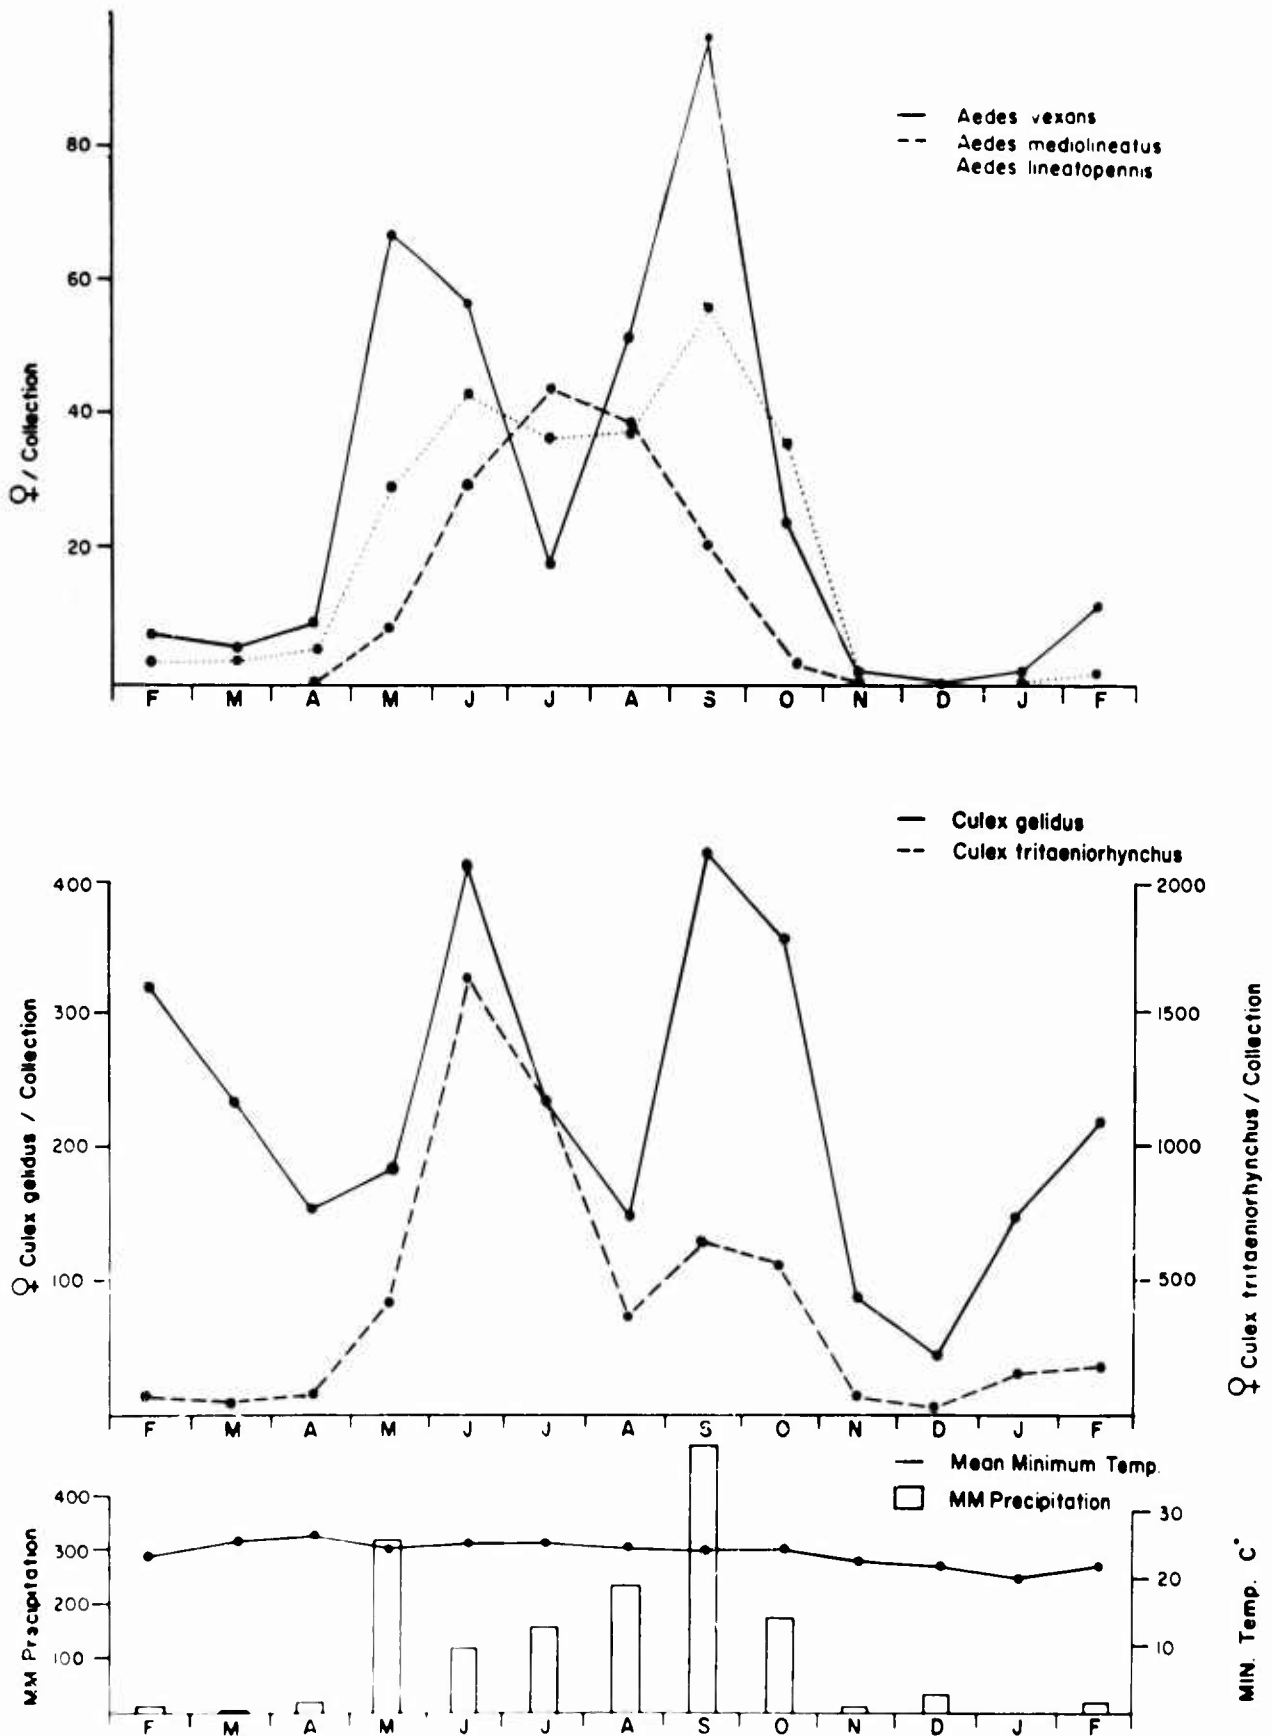 80
60
40
20
♀ / Collection
Aedes vexans
Aedes mediolineatus
Aedes lineatopennis
F M A M J J A S O N D J F
Culex gelidus
Culex tritaeniorhynchus
400
300
200
100
♀ Culex gelidus / Collection
2000
1500
1000
500
♀ Culex tritaeniorhynchus / Collection
F M A M J J A S O N D J F
Mean Minimum Temp.
MM Precipitation
400
300
200
100
MM Precipitation
30
20
10
MIN. Temp. C°
F M A M J J A S O N D J F